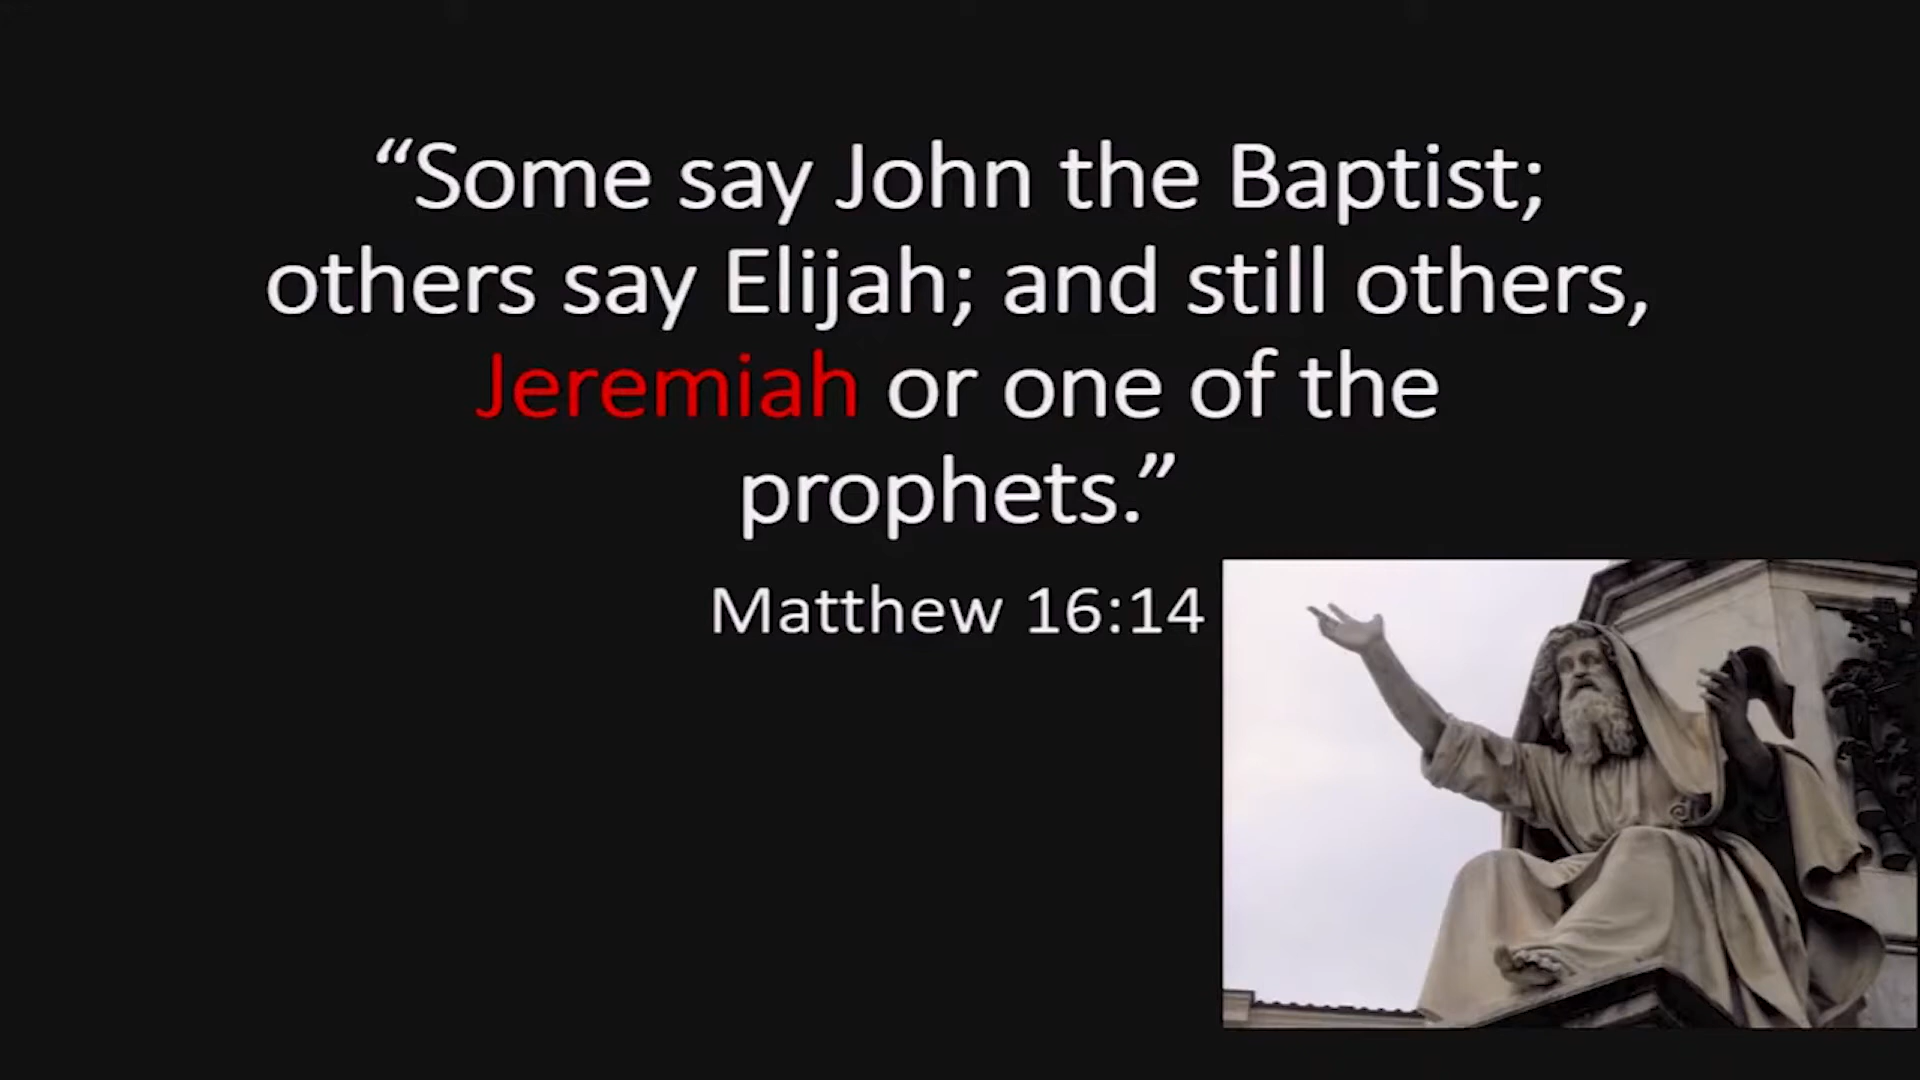 “Some say John the Baptist;
others say Elijah; and still others,
Jeremiah or one of the
prophets.”
Matthew 16:14